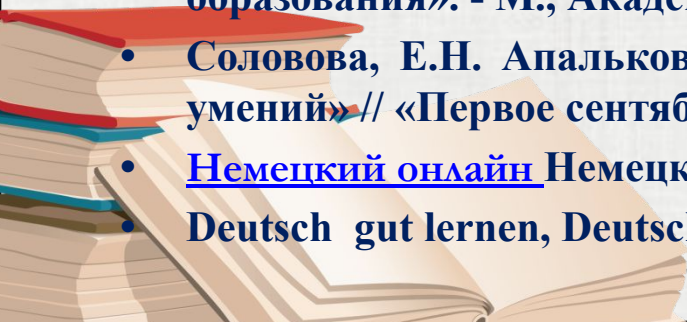 образования». - М., Акаде
• Соловова, Е.Н. Апальков
умений» // «Первое сентяб
• Немецкий онлайн Немецк
• Deutsch gut lernen, Deutsc